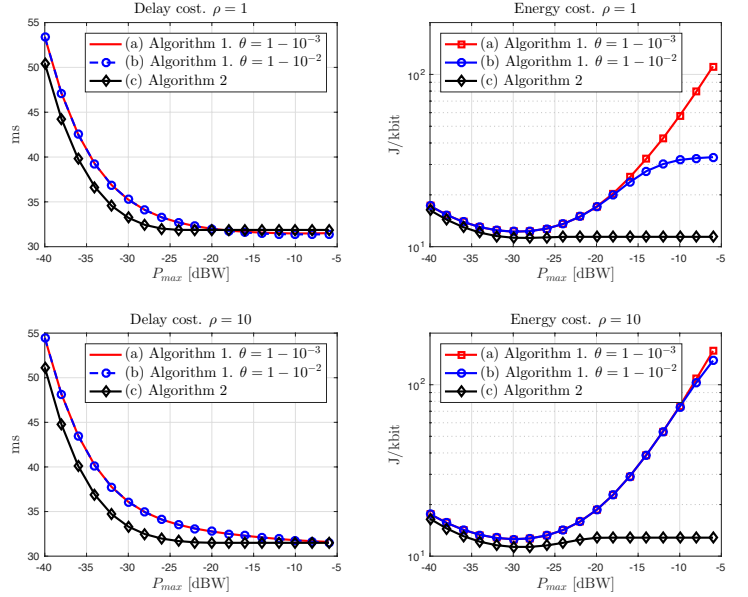 Delay cost. ρ = 1
55
50
45
40
35
30
ms
-40 -35 -30 -25 -20 -15 -10 -5
P_max [dBW]
(a) Algorithm 1. θ = 1 − 10^-3
(b) Algorithm 1. θ = 1 − 10^-2
(c) Algorithm 2
Energy cost. ρ = 1
10^2
10^1
J/kbit
-40 -35 -30 -25 -20 -15 -10 -5
P_max [dBW]
(a) Algorithm 1. θ = 1 − 10^-3
(b) Algorithm 1. θ = 1 − 10^-2
(c) Algorithm 2
Delay cost. ρ = 10
55
50
45
40
35
30
ms
-40 -35 -30 -25 -20 -15 -10 -5
P_max [dBW]
(a) Algorithm 1. θ = 1 − 10^-3
(b) Algorithm 1. θ = 1 − 10^-2
(c) Algorithm 2
Energy cost. ρ = 10
10^2
10^1
J/kbit
-40 -35 -30 -25 -20 -15 -10 -5
P_max [dBW]
(a) Algorithm 1. θ = 1 − 10^-3
(b) Algorithm 1. θ = 1 − 10^-2
(c) Algorithm 2